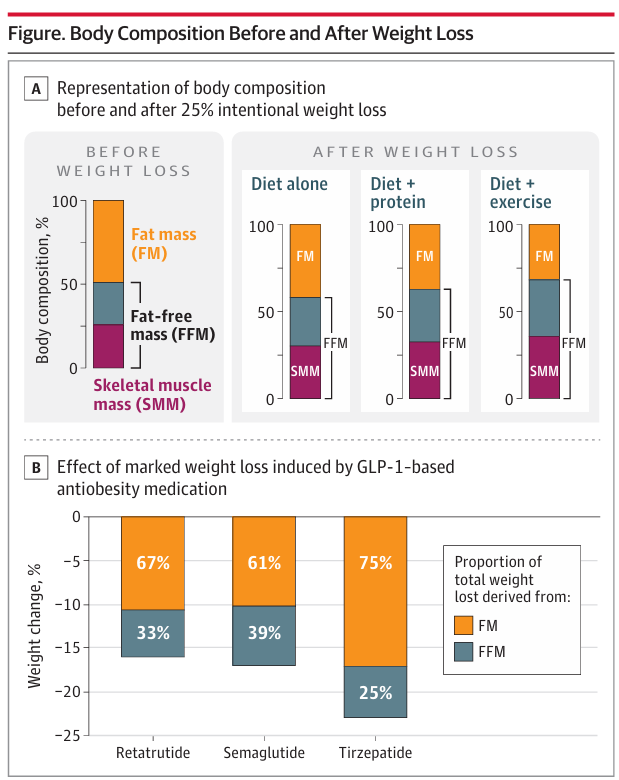 Figure. Body Composition Before and After Weight Loss
A Representation of body composition
before and after 25% intentional weight loss
BEFORE
WEIGHT LOSS
Body composition, %
100
50
0
Fat mass
(FM)
Fat-free
mass (FFM)
Skeletal muscle
mass (SMM)
AFTER WEIGHT LOSS
Diet alone
100
50
0
FM
FFM
SMM
Diet +
protein
100
50
0
FM
FFM
SMM
Diet +
exercise
100
50
0
FM
FFM
SMM
B Effect of marked weight loss induced by GLP-1–based
antiobesity medication
Weight change, %
0
−5
−10
−15
−20
−25
67%
33%
61%
39%
75%
25%
Retatrutide
Semaglutide
Tirzepatide
Proportion of
total weight
lost derived from:
FM
FFM